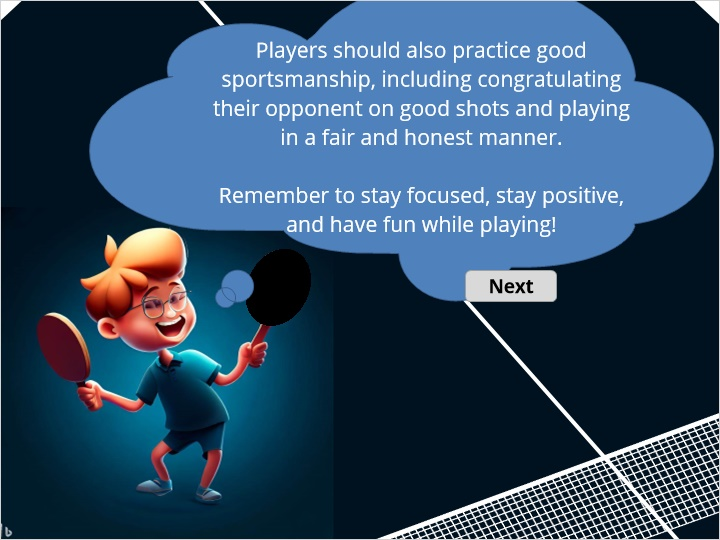 Players should also practice good
sportsmanship, including congratulating
their opponent on good shots and playing
in a fair and honest manner.
Remember to stay focused, stay positive,
and have fun while playing!
Next